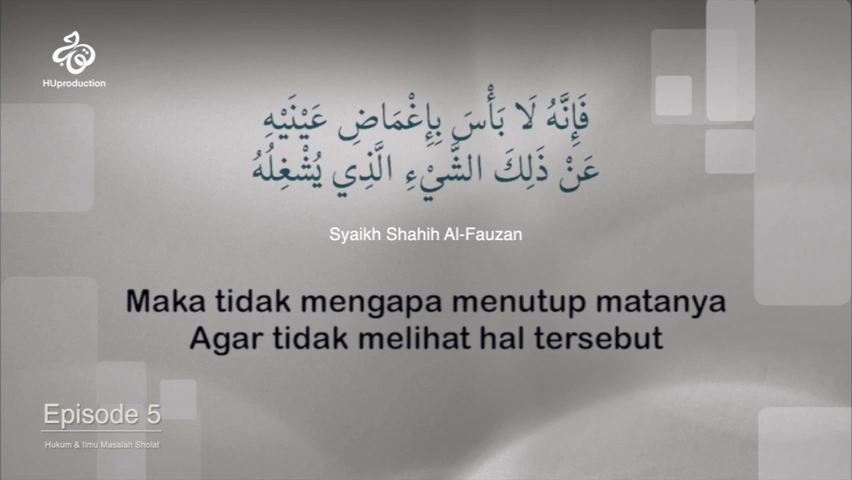 HUproduction
فَإِنَّهُ لَا بَأْسَ بِإِغْمَاضِ عَيْنَيْهِ
عَنْ ذَلِكَ الشَّيْءِ الَّذِي يُشْغِلُهُ
Syaikh Shahih Al-Fauzan
Maka tidak mengapa menutup matanya
Agar tidak melihat hal tersebut
Episode 5
Hukum & Ilmu Masalah Sholat